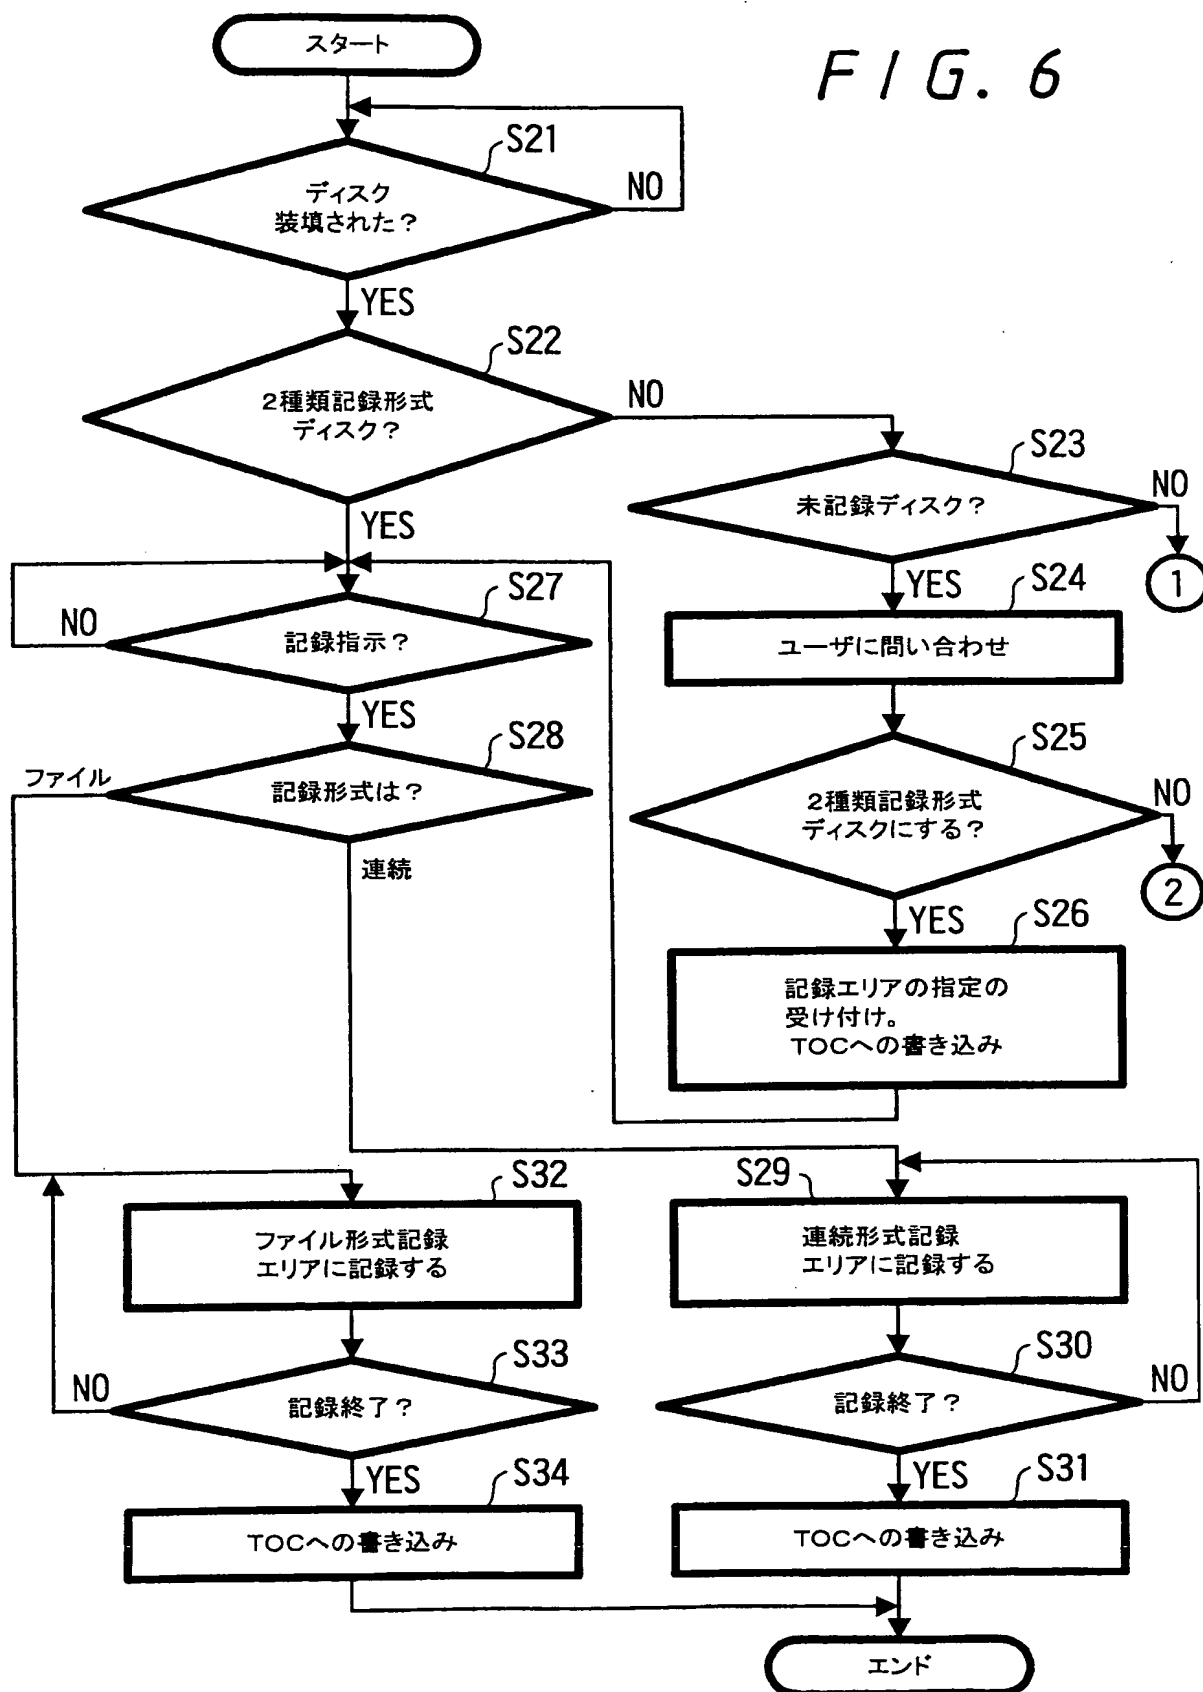 スタート
FIG. 6
S21
ディスク
装填された?
NO
YES
S22
2種類記録形式
ディスク?
NO
YES
S23
未記録ディスク?
NO
1
YES
S24
ユーザに問い合わせ
S25
2種類記録形式
ディスクにする?
NO
2
YES
S26
記録エリアの指定の
受け付け。
TOCへの書き込み
S27
記録指示?
NO
YES
S28
記録形式は?
ファイル
連続
S32
ファイル形式記録
エリアに記録する
S33
記録終了?
NO
YES
S34
TOCへの書き込み
S29
連続形式記録
エリアに記録する
S30
記録終了?
NO
YES
S31
TOCへの書き込み
エンド